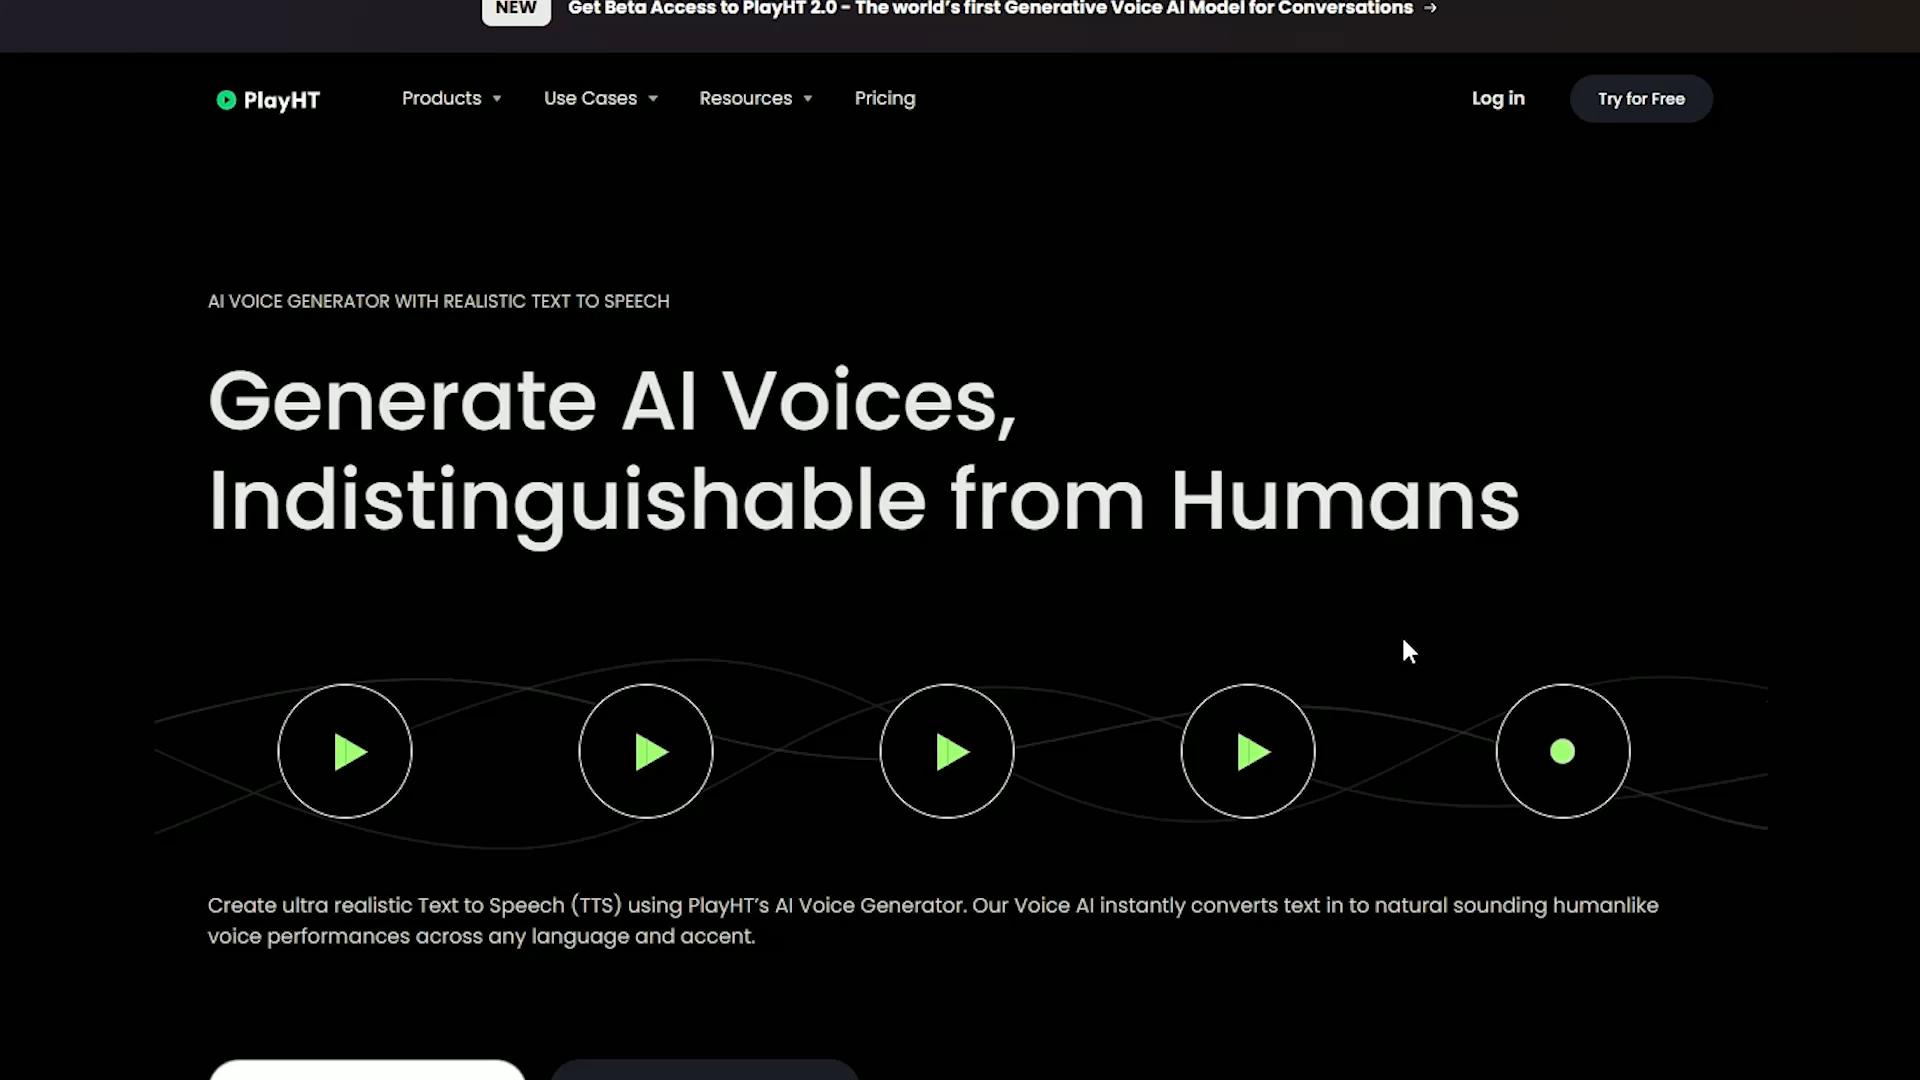 NEW Get Beta Access to PlayHT 2.0 - The world's first Generative Voice AI Model for Conversations →
PlayHT Products Use Cases Resources Pricing Log in Try for Free
AI VOICE GENERATOR WITH REALISTIC TEXT TO SPEECH
Generate AI Voices,
Indistinguishable from Humans
Create ultra realistic Text to Speech (TTS) using PlayHT's AI Voice Generator. Our Voice AI instantly converts text in to natural sounding humanlike
voice performances across any language and accent.